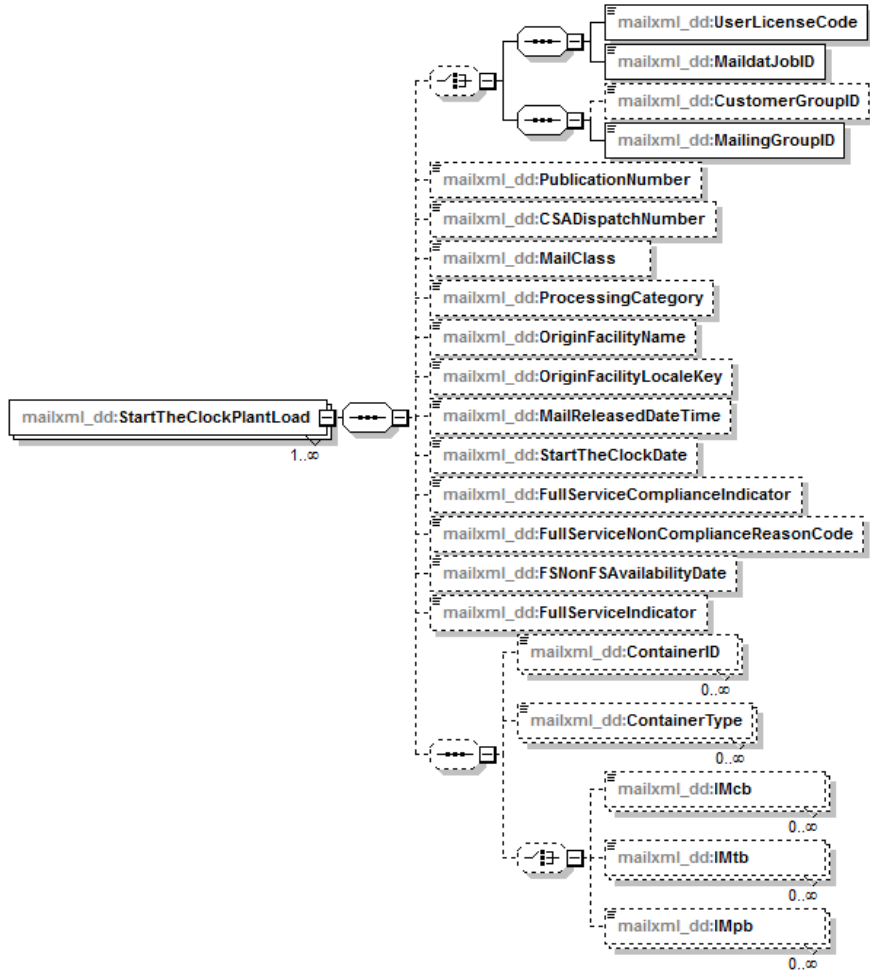 mailxml_dd:UserLicenseCode
mailxml_dd:MaildatJobID
mailxml_dd:CustomerGroupID
mailxml_dd:MailingGroupID
mailxml_dd:PublicationNumber
mailxml_dd:CSADispatchNumber
mailxml_dd:MailClass
mailxml_dd:ProcessingCategory
mailxml_dd:OriginFacilityName
mailxml_dd:OriginFacilityLocaleKey
mailxml_dd:StartTheClockPlantLoad
1..∞
mailxml_dd:MailReleasedDateTime
mailxml_dd:StartTheClockDate
mailxml_dd:FullServiceComplianceIndicator
mailxml_dd:FullServiceNonComplianceReasonCode
mailxml_dd:FSNonFSAvailabilityDate
mailxml_dd:FullServiceIndicator
mailxml_dd:ContainerID
0..∞
mailxml_dd:ContainerType
0..∞
mailxml_dd:IMcb
0..∞
mailxml_dd:IMtb
0..∞
mailxml_dd:IMpb
0..∞